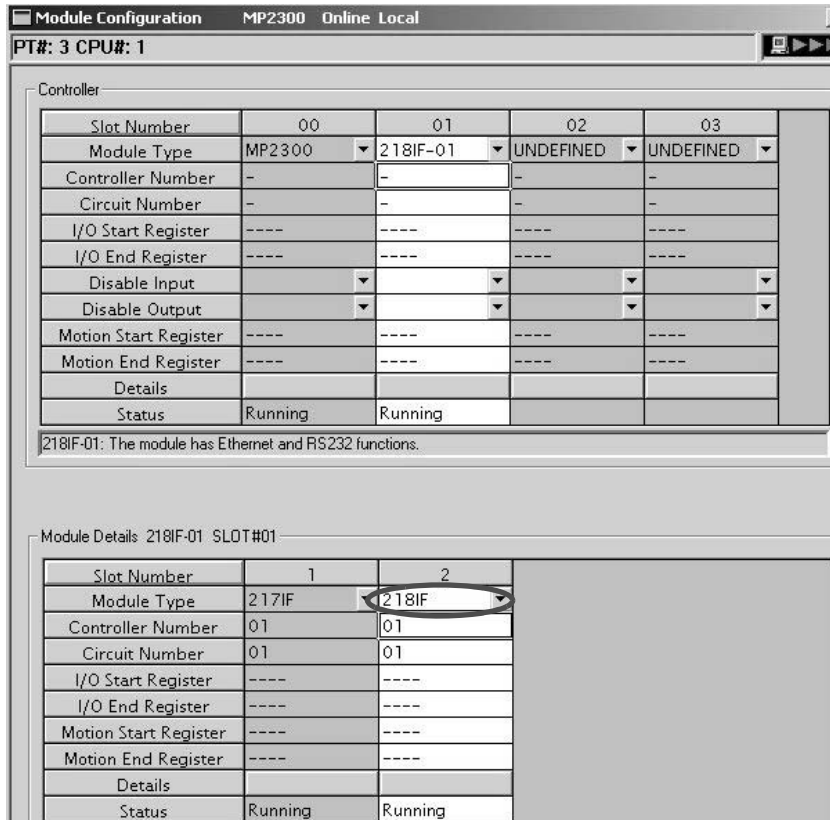 Module Configuration MP2300 Online Local
PT#: 3 CPU#: 1
Controller
Slot Number 00 01 02 03
Module Type MP2300 218IF-01 UNDEFINED UNDEFINED
Controller Number - - - -
Circuit Number - - - -
I/O Start Register ---- ---- ---- ----
I/O End Register ---- ---- ---- ----
Disable Input
Disable Output
Motion Start Register ---- ---- ---- ----
Motion End Register ---- ---- ---- ----
Details
Status Running Running
218IF-01: The module has Ethernet and RS232 functions.
Module Details 218IF-01 SLOT#01
Slot Number 1 2
Module Type 217IF 218IF
Controller Number 01 01
Circuit Number 01 01
I/O Start Register ---- ----
I/O End Register ---- ----
Motion Start Register ---- ----
Motion End Register ---- ----
Details
Status Running Running